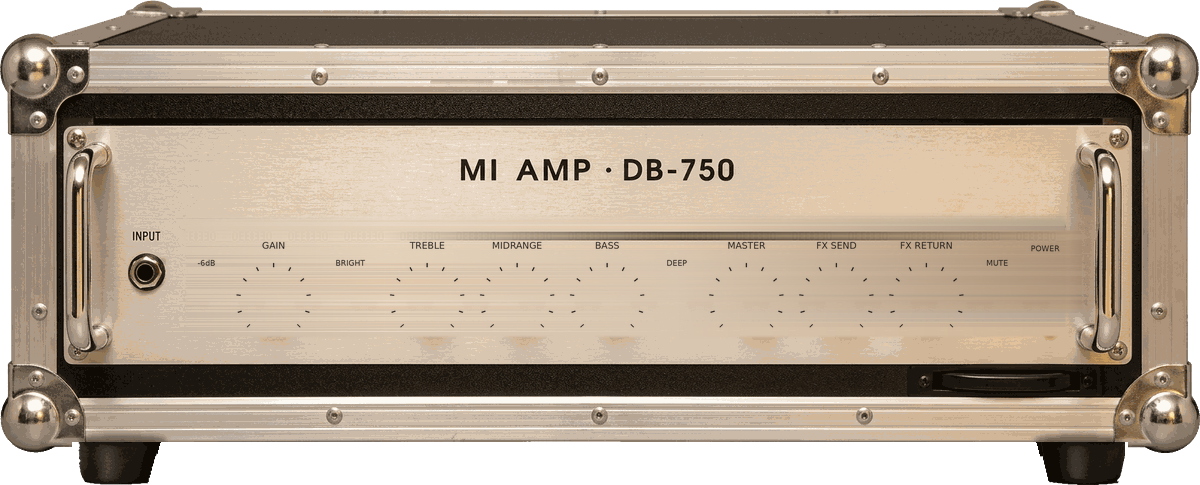 MI AMP · DB-750
INPUT
-6dB
GAIN
BRIGHT
TREBLE
MIDRANGE
BASS
DEEP
MASTER
FX SEND
FX RETURN
MUTE
POWER